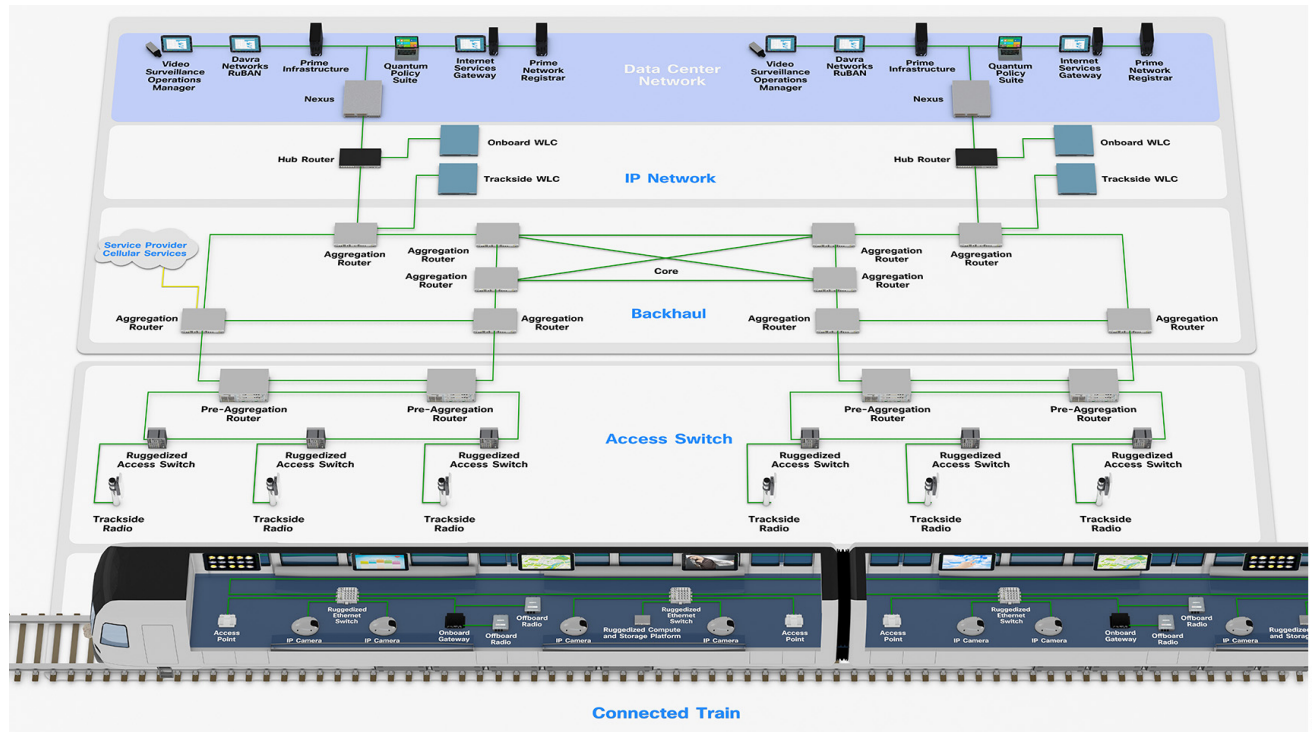 Video
Surveillance
Operations
Manager
Davra
Networks
RuBAN
Prime
Infrastructure
Quantum
Policy
Suite
Internet
Services
Gateway
Prime
Network
Registrar
Data Center
Network
Video
Surveillance
Operations
Manager
Davra
Networks
RuBAN
Prime
Infrastructure
Quantum
Policy
Suite
Internet
Services
Gateway
Prime
Network
Registrar
Nexus
Nexus
Hub Router
Onboard WLC
Trackside WLC
IP Network
Hub Router
Onboard WLC
Trackside WLC
Service Provider
Cellular Services
Aggregation
Router
Aggregation
Router
Aggregation
Router
Core
Aggregation
Router
Aggregation
Router
Aggregation
Router
Aggregation
Router
Aggregation
Router
Backhaul
Aggregation
Router
Aggregation
Router
Pre-Aggregation
Router
Pre-Aggregation
Router
Pre-Aggregation
Router
Pre-Aggregation
Router
Access Switch
Ruggedized
Access Switch
Ruggedized
Access Switch
Ruggedized
Access Switch
Ruggedized
Access Switch
Ruggedized
Access Switch
Ruggedized
Access Switch
Trackside
Radio
Trackside
Radio
Trackside
Radio
Trackside
Radio
Trackside
Radio
Trackside
Radio
Access
Point
IP Camera
Ruggedized
Ethernet
Switch
IP Camera
Onboard
Gateway
Offboard
Radio
Offboard
Radio
IP Camera
Ruggedized Compute
and Storage Platform
Ruggedized
Ethernet
Switch
IP Camera
Access
Point
Access
Point
IP Camera
Ruggedized
Ethernet
Switch
IP Camera
Onboard
Gateway
Offboard
Radio
Offboard
Radio
IP Camera
Ruggedized
and Storag
Connected Train